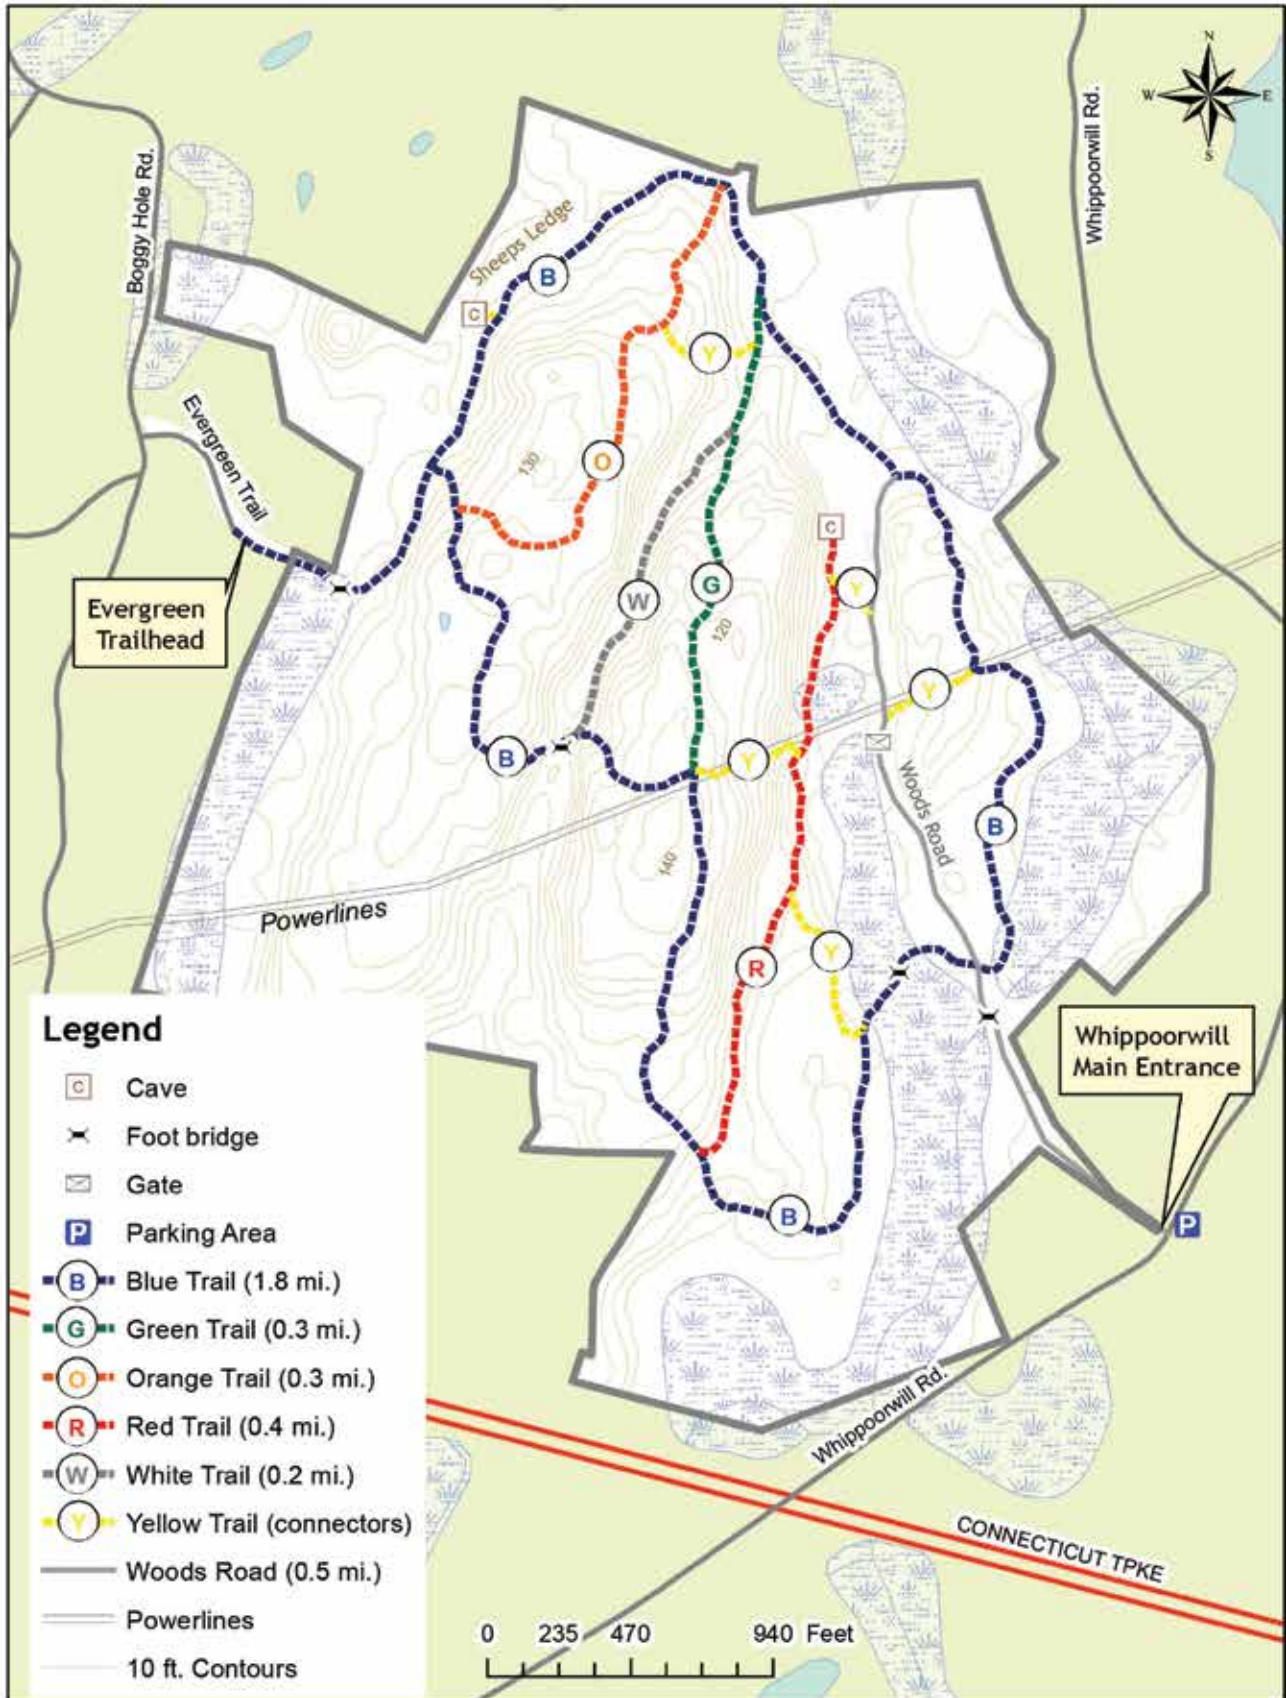 N
W
E
S
Boggy Hole Rd.
Whippoorwill Rd.
Sheeps Ledge
B
C
Y
Evergreen Trail
130
O
C
Y
G
W
Evergreen
Trailhead
120
Y
B
Y
Woods Road
B
140
Powerlines
Y
R
Whippoorwill
Main Entrance
B
P
Legend
C Cave
Foot bridge
Gate
P Parking Area
B Blue Trail (1.8 mi.)
G Green Trail (0.3 mi.)
O Orange Trail (0.3 mi.)
R Red Trail (0.4 mi.)
W White Trail (0.2 mi.)
Y Yellow Trail (connectors)
Woods Road (0.5 mi.)
Powerlines
10 ft. Contours
Whippoorwill Rd.
CONNECTICUT TPKE
0 235 470 940 Feet